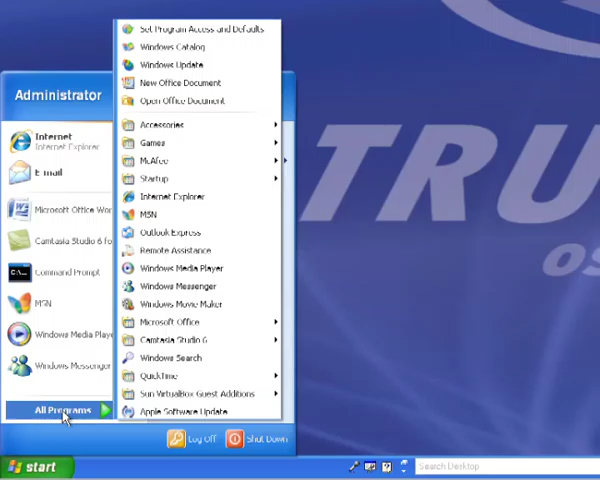 Set Program Access and Defaults
Windows Catalog
Windows Update
New Office Document
Open Office Document
Accessories
Games
McAfee
Startup
Internet Explorer
MSN
Outlook Express
Remote Assistance
Windows Media Player
Windows Messenger
Windows Movie Maker
Microsoft Office
Camtasia Studio 6
Windows Search
QuickTime
Sun VirtualBox Guest Additions
Apple Software Update
Administrator
Internet
Internet Explorer
E-mail
Microsoft Office Wor
Camtasia Studio 6 fo
Command Prompt
C:\...
MSN
Windows Media Playe
Windows Messenger
All Programs
Log Off
Shut Down
start
Search Desktop
TRU
OS